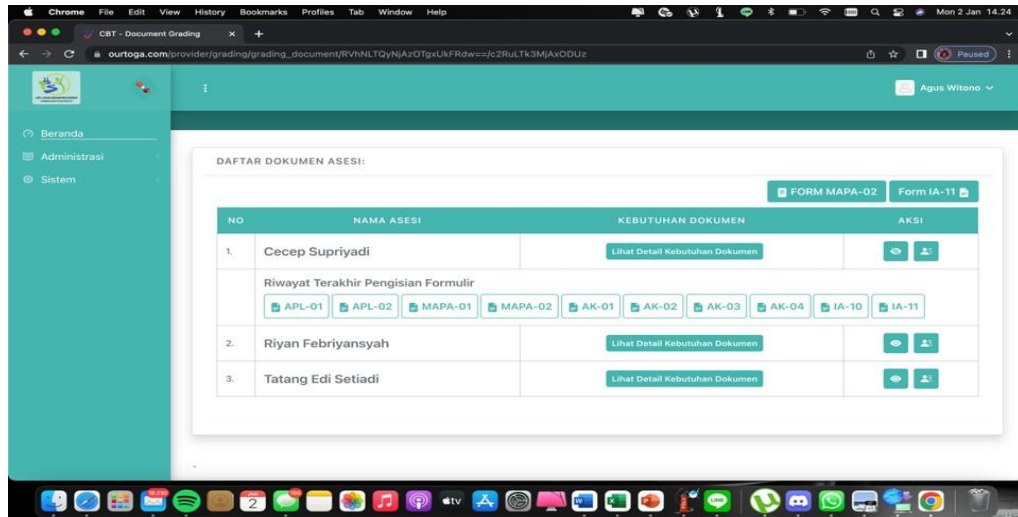 Chrome File Edit View History Bookmarks Profiles Tab Window Help
Mon 2 Jan 14.24
CBT - Document Grading
ourtoga.com/provider/grading/grading_document/RVhNLTQyNjAzOTgxUkFRdw==/c2RuLTk3MjAxODUz
Paused
Agus Witono
Beranda
Administrasi
Sistem
DAFTAR DOKUMEN ASESI:
FORM MAPA-02 Form IA-11
NO NAMA ASESI KEBUTUHAN DOKUMEN AKSI
1. Cecep Supriyadi Lihat Detail Kebutuhan Dokumen
Riwayat Terakhir Pengisian Formulir
APL-01 APL-02 MAPA-01 MAPA-02 AK-01 AK-02 AK-03 AK-04 IA-10 IA-11
2. Riyan Febriyansyah Lihat Detail Kebutuhan Dokumen
3. Tatang Edi Setiadi Lihat Detail Kebutuhan Dokumen
2
tv